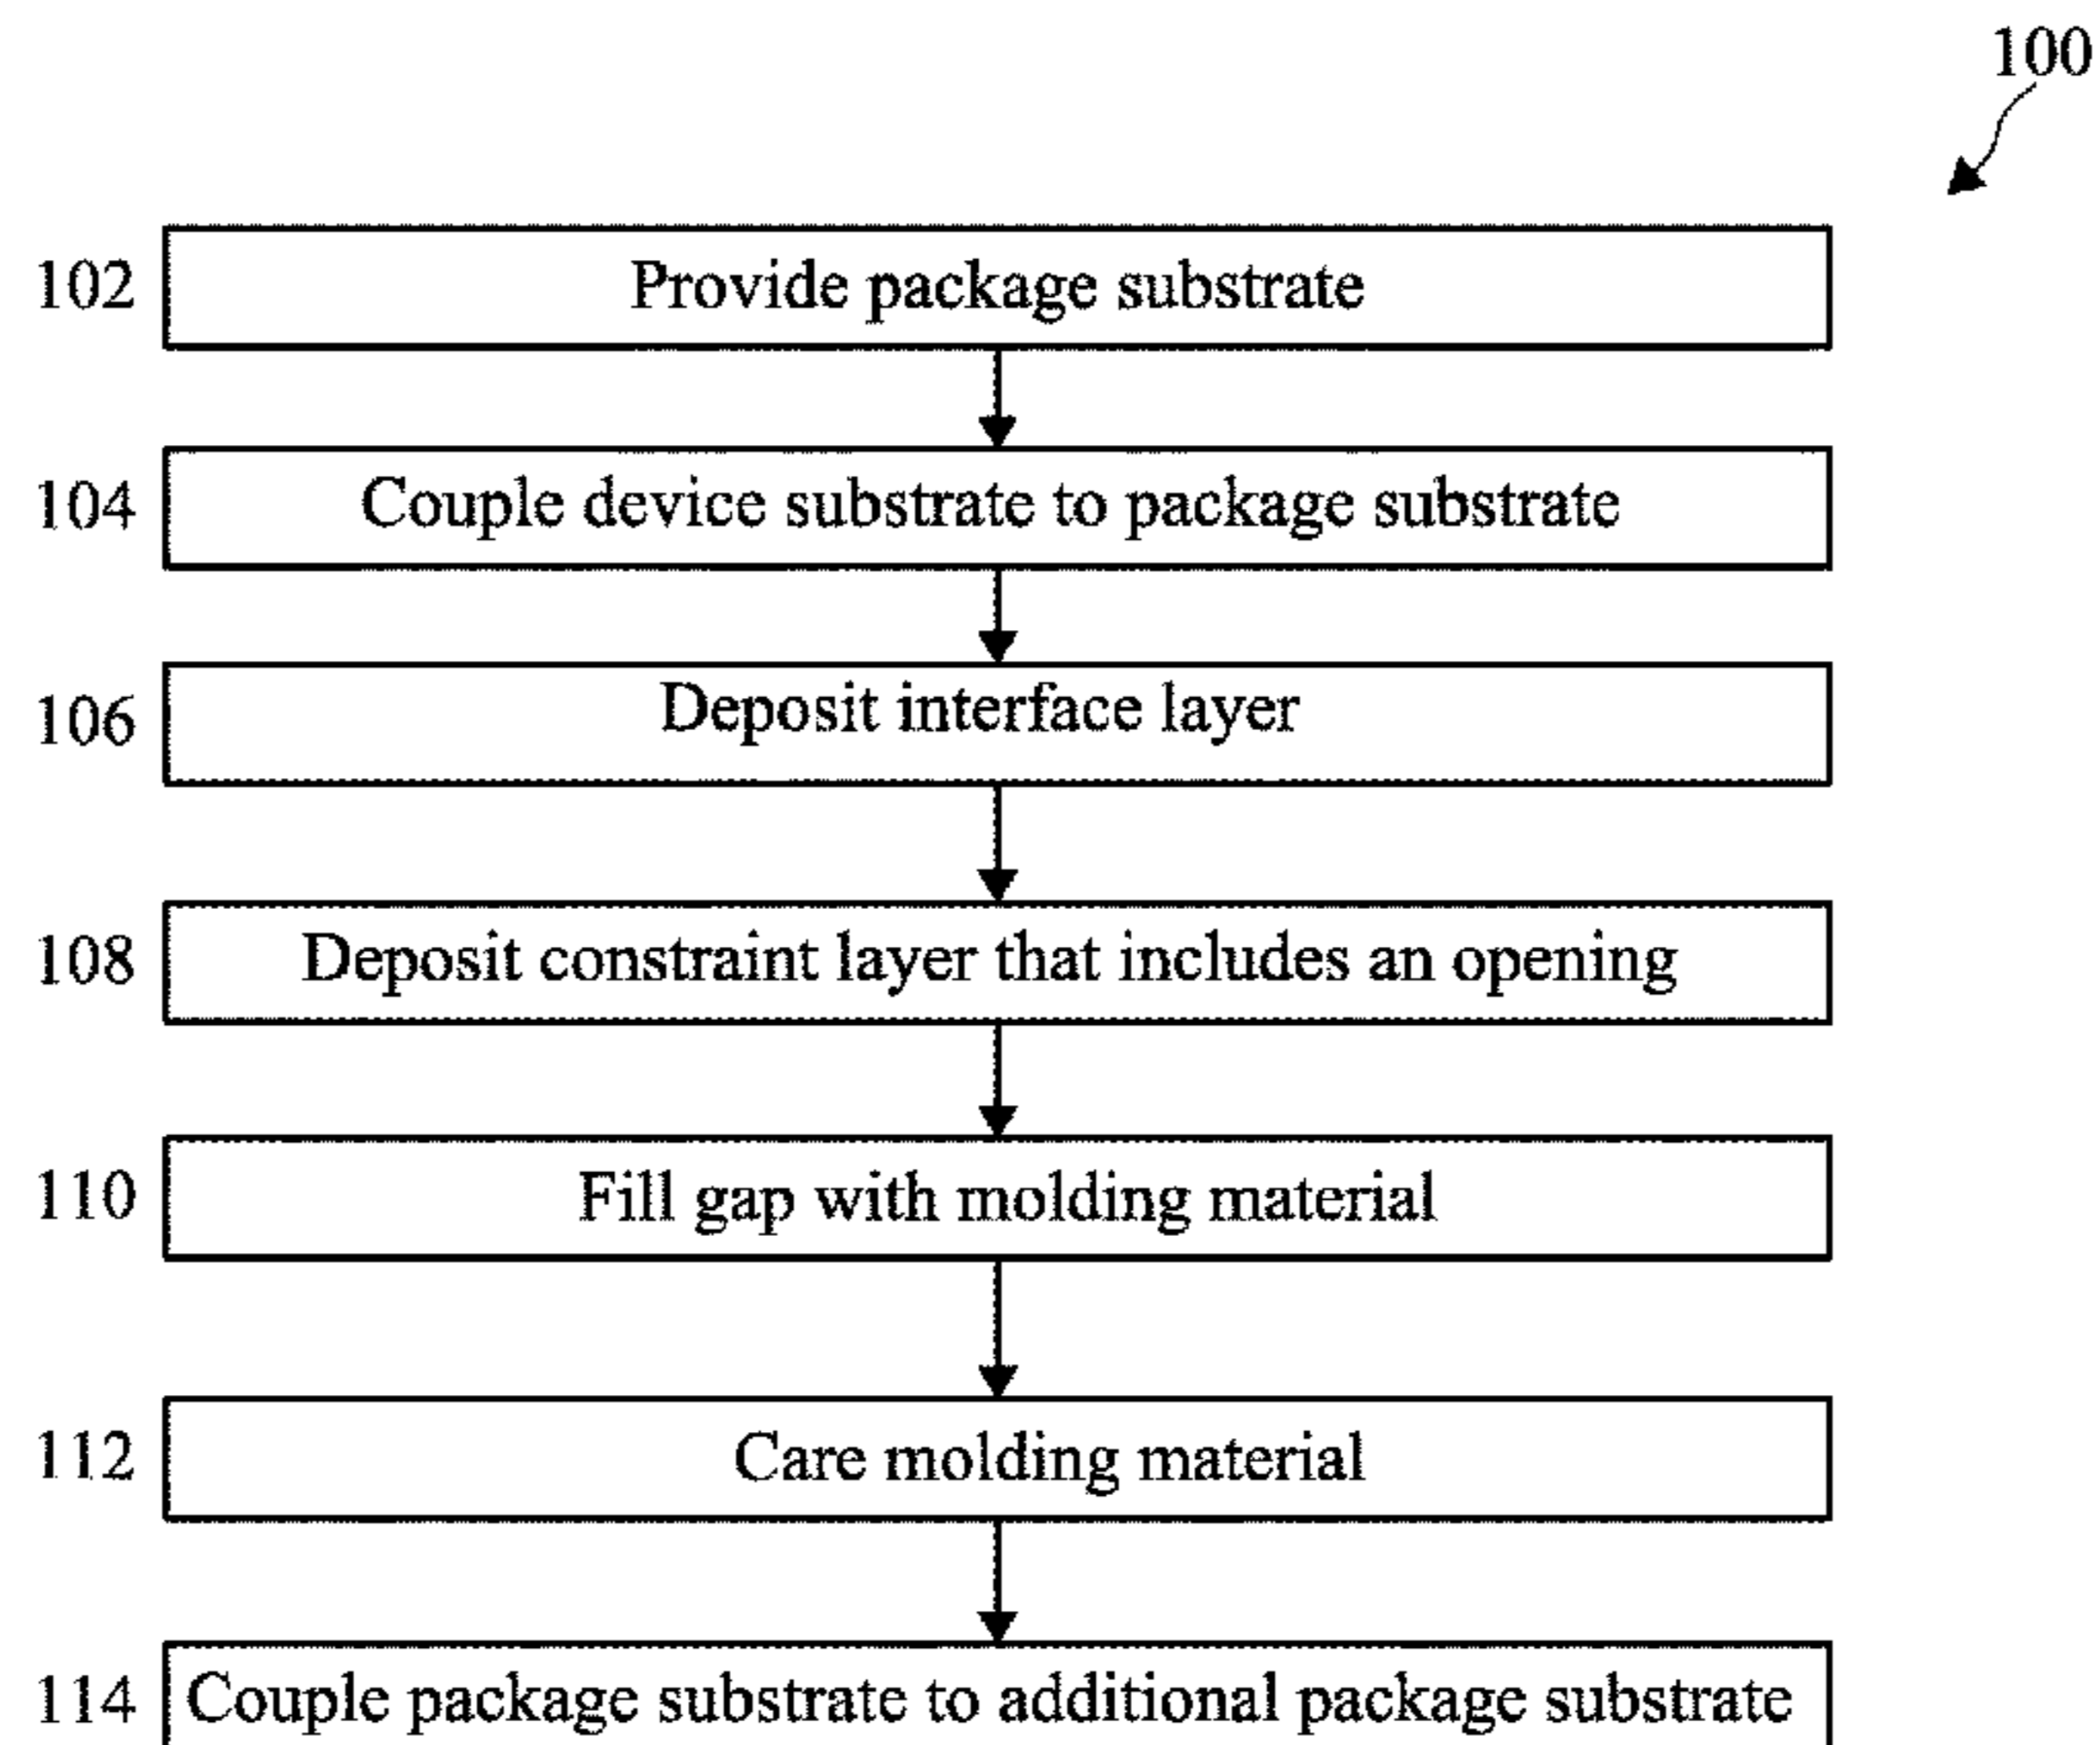 100
102 Provide package substrate
104 Couple device substrate to package substrate
106 Deposit interface layer
108 Deposit constraint layer that includes an opening
110 Fill gap with molding material
112 Care molding material
114 Couple package substrate to additional package substrate